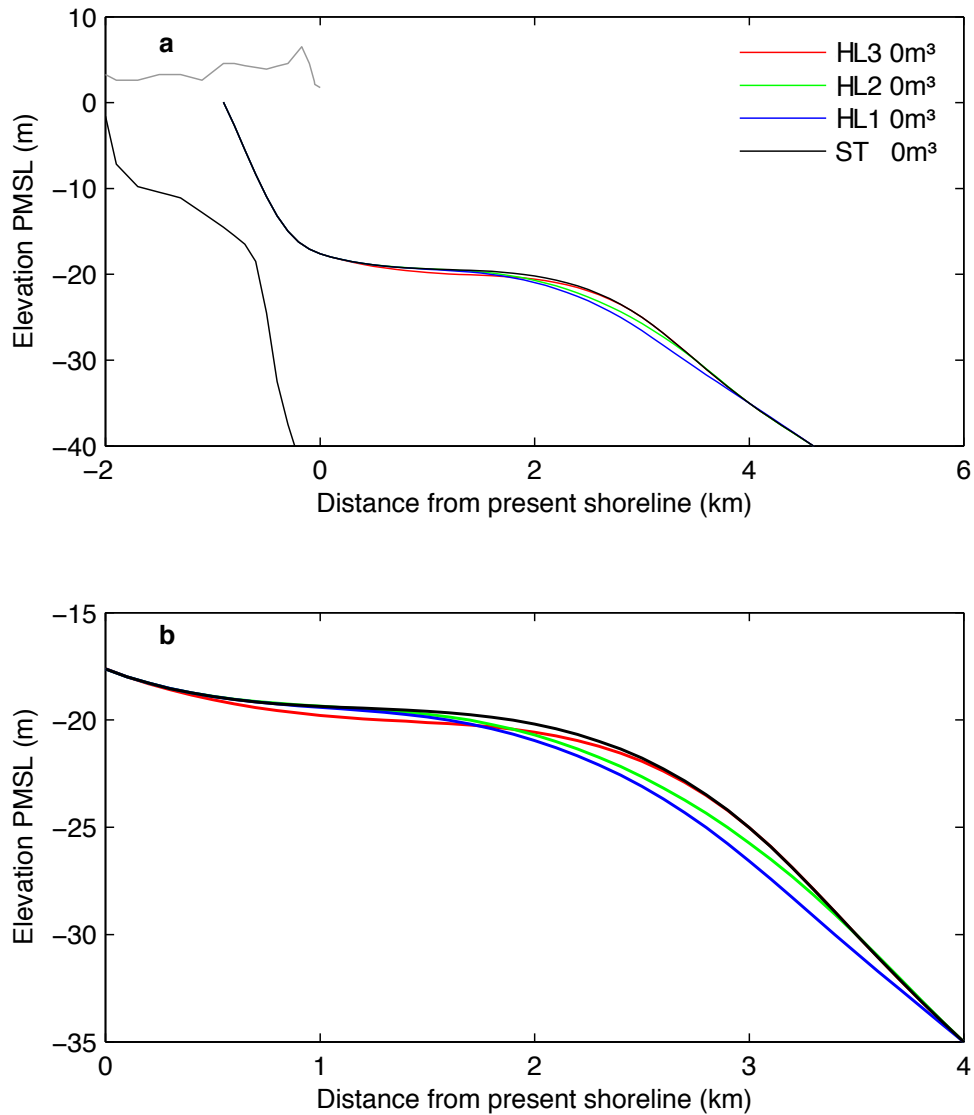 a
HL3 0m³
HL2 0m³
HL1 0m³
ST 0m³
10
0
−10
−20
−30
−40
Elevation PMSL (m)
−2
0
2
4
6
Distance from present shoreline (km)
b
−15
−20
−25
−30
−35
Elevation PMSL (m)
0
1
2
3
4
Distance from present shoreline (km)